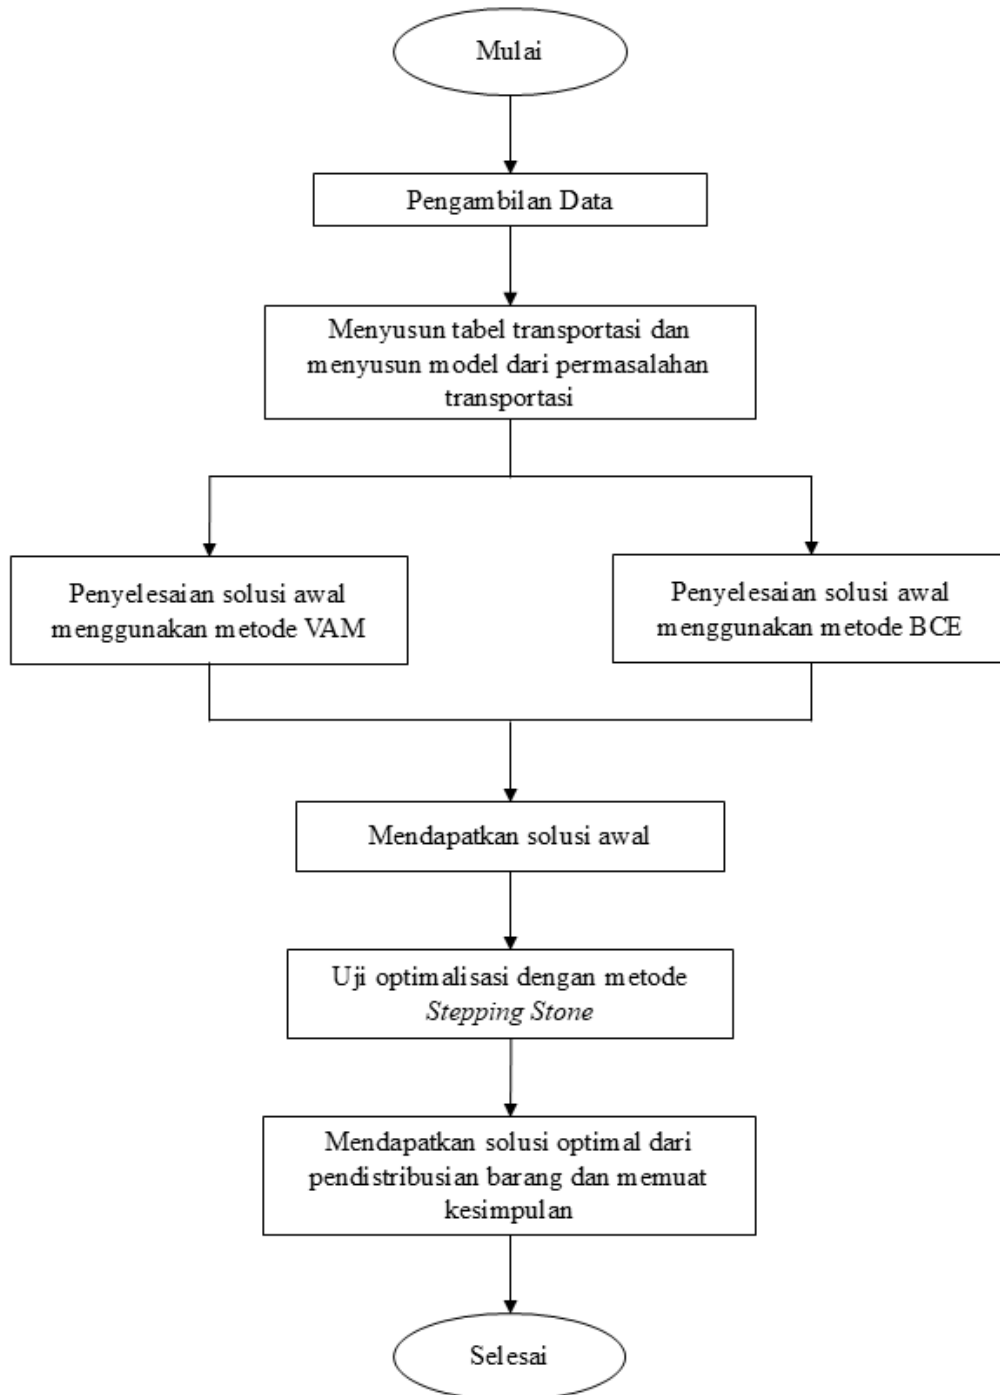 Mulai
Pengambilan Data
Menyusun tabel transportasi dan
menyusun model dari permasalahan
transportasi
Penyelesaian solusi awal
menggunakan metode VAM
Penyelesaian solusi awal
menggunakan metode BCE
Mendapatkan solusi awal
Uji optimalisasi dengan metode
Stepping Stone
Mendapatkan solusi optimal dari
pendistribusian barang dan memuat
kesimpulan
Selesai